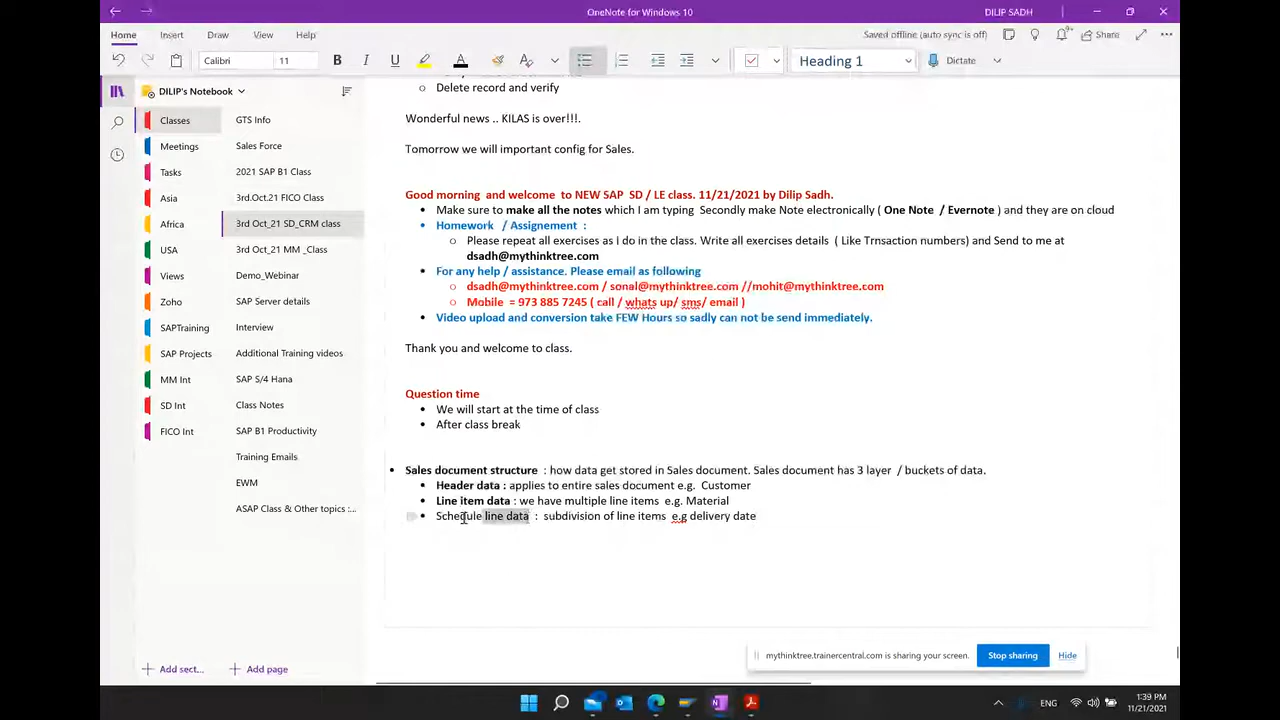 OneNote for Windows 10
DILIP SADH
Home Insert Draw View Help
Saved offline (auto sync is off)
Share
Calibri
11
B I U A
Heading 1
Dictate
DILIP's Notebook
Classes
Meetings
Tasks
Asia
Africa
USA
Views
Zoho
SAPTraining
SAP Projects
MM Int
SD Int
FICO Int
Add sect...
GTS Info
Sales Force
2021 SAP B1 Class
3rd.Oct.21 FICO Class
3rd Oct_21 SD_CRM class
3rd Oct.21 MM _Class
Demo_Webinar
SAP Server details
Interview
Additional Training videos
SAP S/4 Hana
Class Notes
SAP B1 Productivity
Training Emails
EWM
ASAP Class & Other topics :...
Add page
Delete record and verify
Wonderful news .. KILAS is over!!!.
Tomorrow we will important config for Sales.
Good morning and welcome to NEW SAP SD / LE class. 11/21/2021 by Dilip Sadh.
Make sure to make all the notes which I am typing Secondly make Note electronically ( One Note / Evernote ) and they are on cloud
Homework / Assignement :
Please repeat all exercises as I do in the class. Write all exercises details ( Like Trnsaction numbers) and Send to me at
dsadh@mythinktree.com
For any help / assistance. Please email as following
dsadh@mythinktree.com / sonal@mythinktree.com //mohit@mythinktree.com
Mobile = 973 885 7245 ( call / whats up/ sms/ email )
Video upload and conversion take FEW Hours so sadly can not be send immediately.
Thank you and welcome to class.
Question time
We will start at the time of class
After class break
Sales document structure : how data get stored in Sales document. Sales document has 3 layer / buckets of data.
Header data : applies to entire sales document e.g. Customer
Line item data : we have multiple line items e.g. Material
Schedule line data : subdivision of line items e.g delivery date
mythinktree.trainercentral.com is sharing your screen.
Stop sharing
Hide
ENG
1:39 PM
11/21/2021